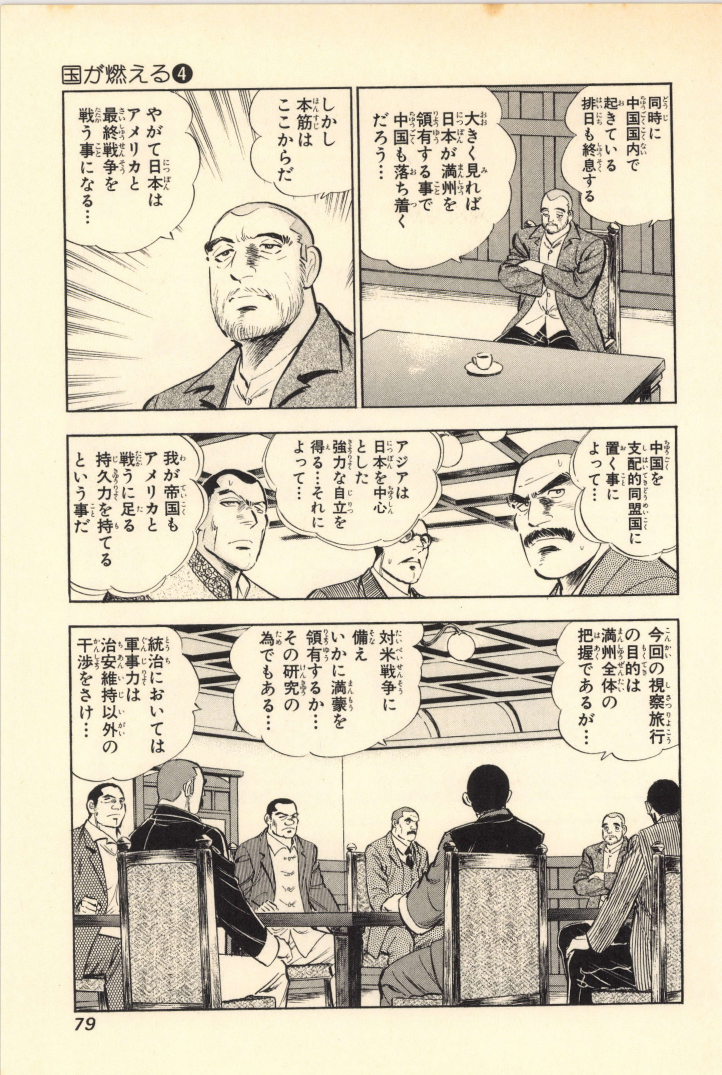 国が燃える❹
同時に
中国国内で
起きている
排日も終息する
大きく見れば
日本が満州を
領有する事で
中国も落ち着く
だろう…
しかし
本筋は
ここからだ
やがて日本は
アメリカと
最終戦争を
戦う事になる…
中国を
支配的同盟国に
置く事に
よって…
アジアは
日本を中心
とした
強力な自立を
得る…それに
よって…
我が帝国も
アメリカと
戦うに足る
持久力を持てる
という事だ
今回の視察旅行
の目的は
満州全体の
把握であるが…
対米戦争に
備え
いかに満蒙を
領有するか…
その研究の
為でもある…
統治においては
軍事力は
治安維持以外の
干渉をさけ…
79